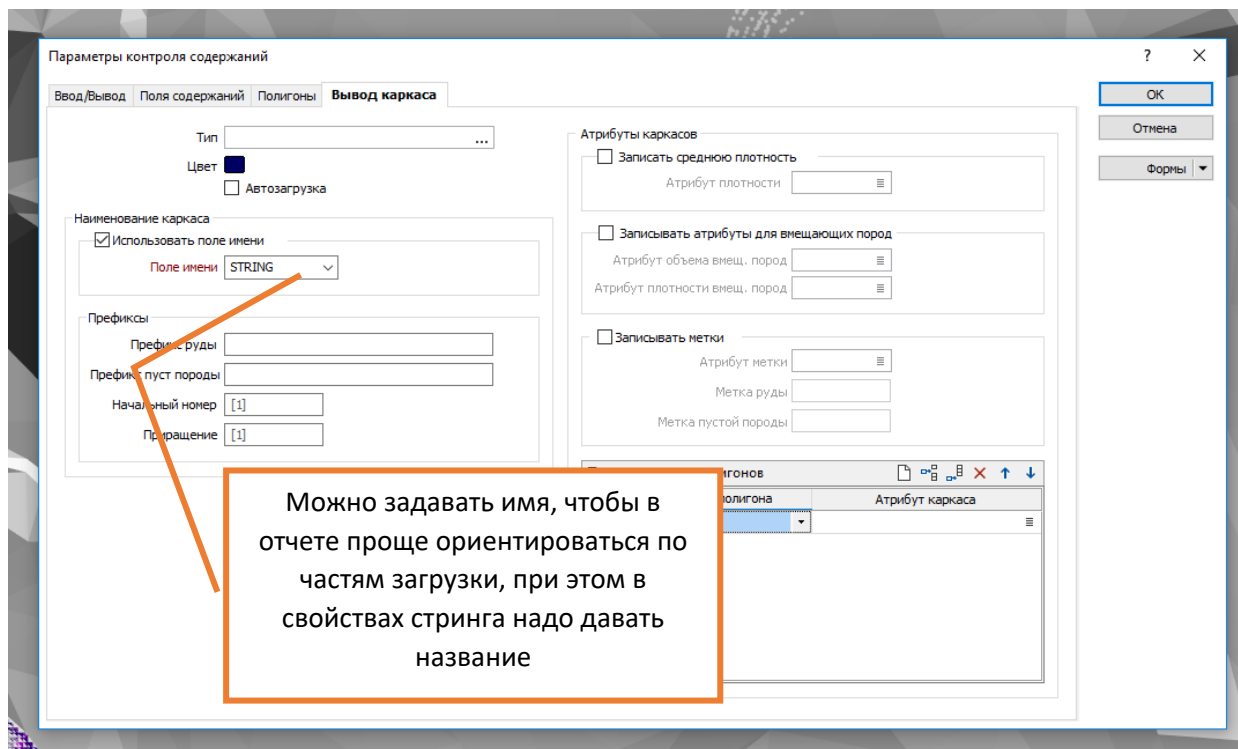 Параметры контроля содержаний
? ×
Ввод/Вывод Поля содержаний Полигоны Вывод каркаса
OK
Отмена
Формы
Тип
...
Цвет
Автозагрузка
Наименование каркаса
Использовать поле имени
Поле имени STRING
Префиксы
Префикс руды
Префикс пуст породы
Начальный номер [1]
Приращение [1]
Атрибуты каркасов
Записать среднюю плотность
Атрибут плотности
Записывать атрибуты для вмещающих пород
Атрибут объема вмещ. пород
Атрибут плотности вмещ. пород
Записывать метки
Атрибут метки
Метка руды
Метка пустой породы
Атрибут каркаса
Можно задавать имя, чтобы в
отчете проще ориентироваться по
частям загрузки, при этом в
свойствах стринга надо давать
название